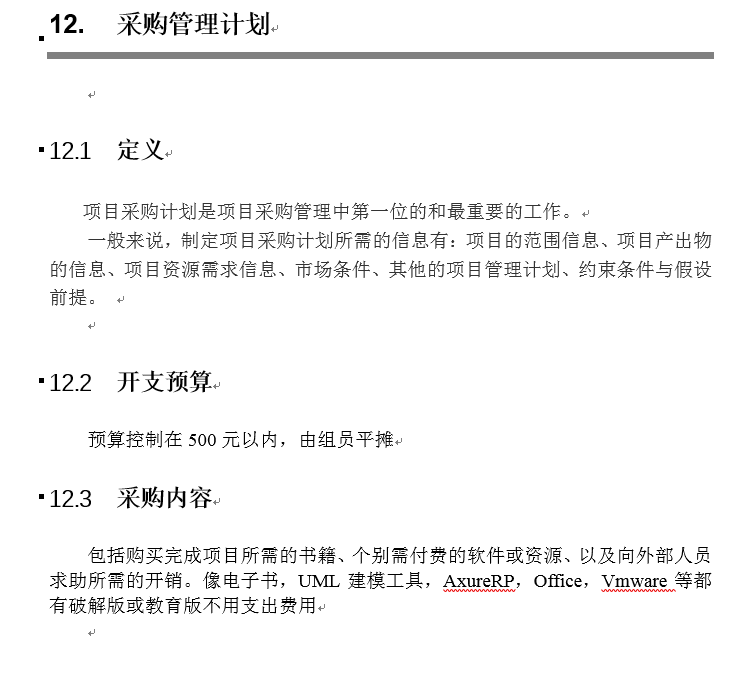 12. 采购管理计划
12.1 定义
项目采购计划是项目采购管理中第一位的和最重要的工作。
一般来说，制定项目采购计划所需的信息有：项目的范围信息、项目产出物
的信息、项目资源需求信息、市场条件、其他的项目管理计划、约束条件与假设
前提。
12.2 开支预算
预算控制在 500 元以内，由组员平摊
12.3 采购内容
包括购买完成项目所需的书籍、个别需付费的软件或资源、以及向外部人员
求助所需的开销。像电子书，UML 建模工具，AxureRP，Office，Vmware 等都
有破解版或教育版不用支出费用